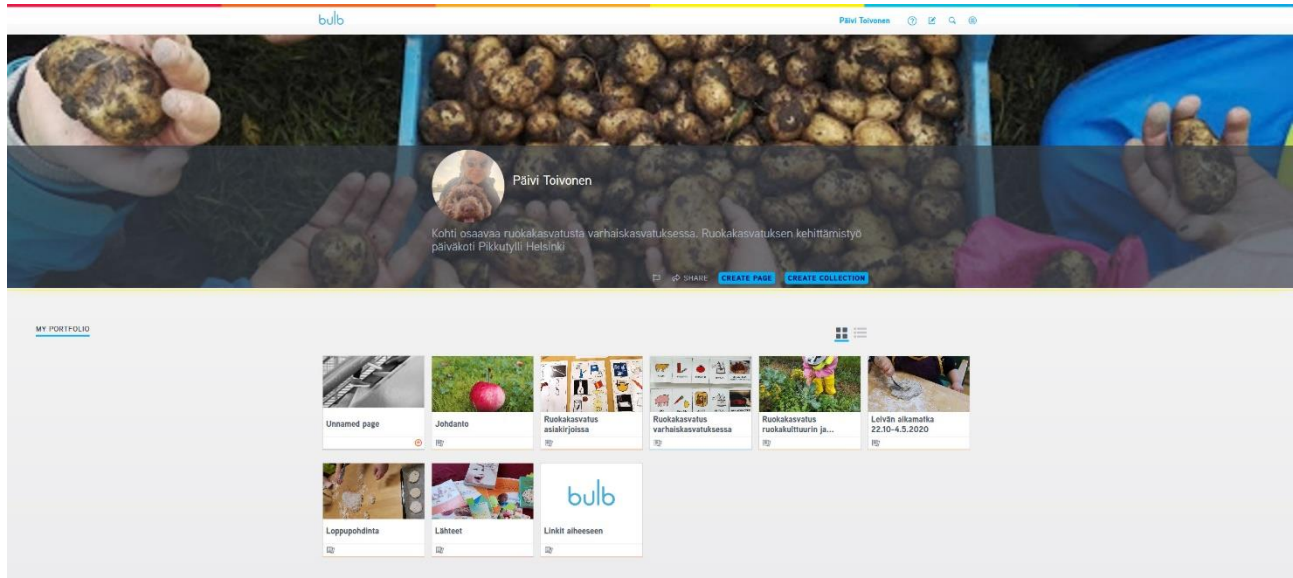 bulb
Päivi Toivonen
Päivi Toivonen
Kohti osaavaa ruokakasvatusta varhaiskasvatuksessa. Ruokakasvatuksen kehittämistyö
päiväkoti Pikkutylli Helsinki
SHARE CREATE PAGE CREATE COLLECTION
MY PORTFOLIO
Unnamed page
Johdanto
Ruokakasvatus
asiakirjoissa
Ruokakasvatus
varhaiskasvatuksessa
Ruokakasvatus
ruokakulttuurin ja...
Leivän aikamatka
22.10-4.5.2020
Loppupohdinta
Lähteet
bulb
Linkit aiheeseen